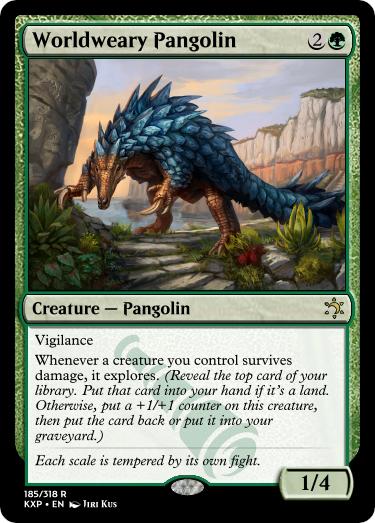 Worldweary Pangolin 2
Creature — Pangolin
Vigilance
Whenever a creature you control survives
damage, it explores. (Reveal the top card of your
library. Put that card into your hand if it's a land.
Otherwise, put a +1/+1 counter on this creature,
then put the card back or put it into your
graveyard.)
Each scale is tempered by its own fight.
1/4
185/318 R
KXP • EN Jiri Kus